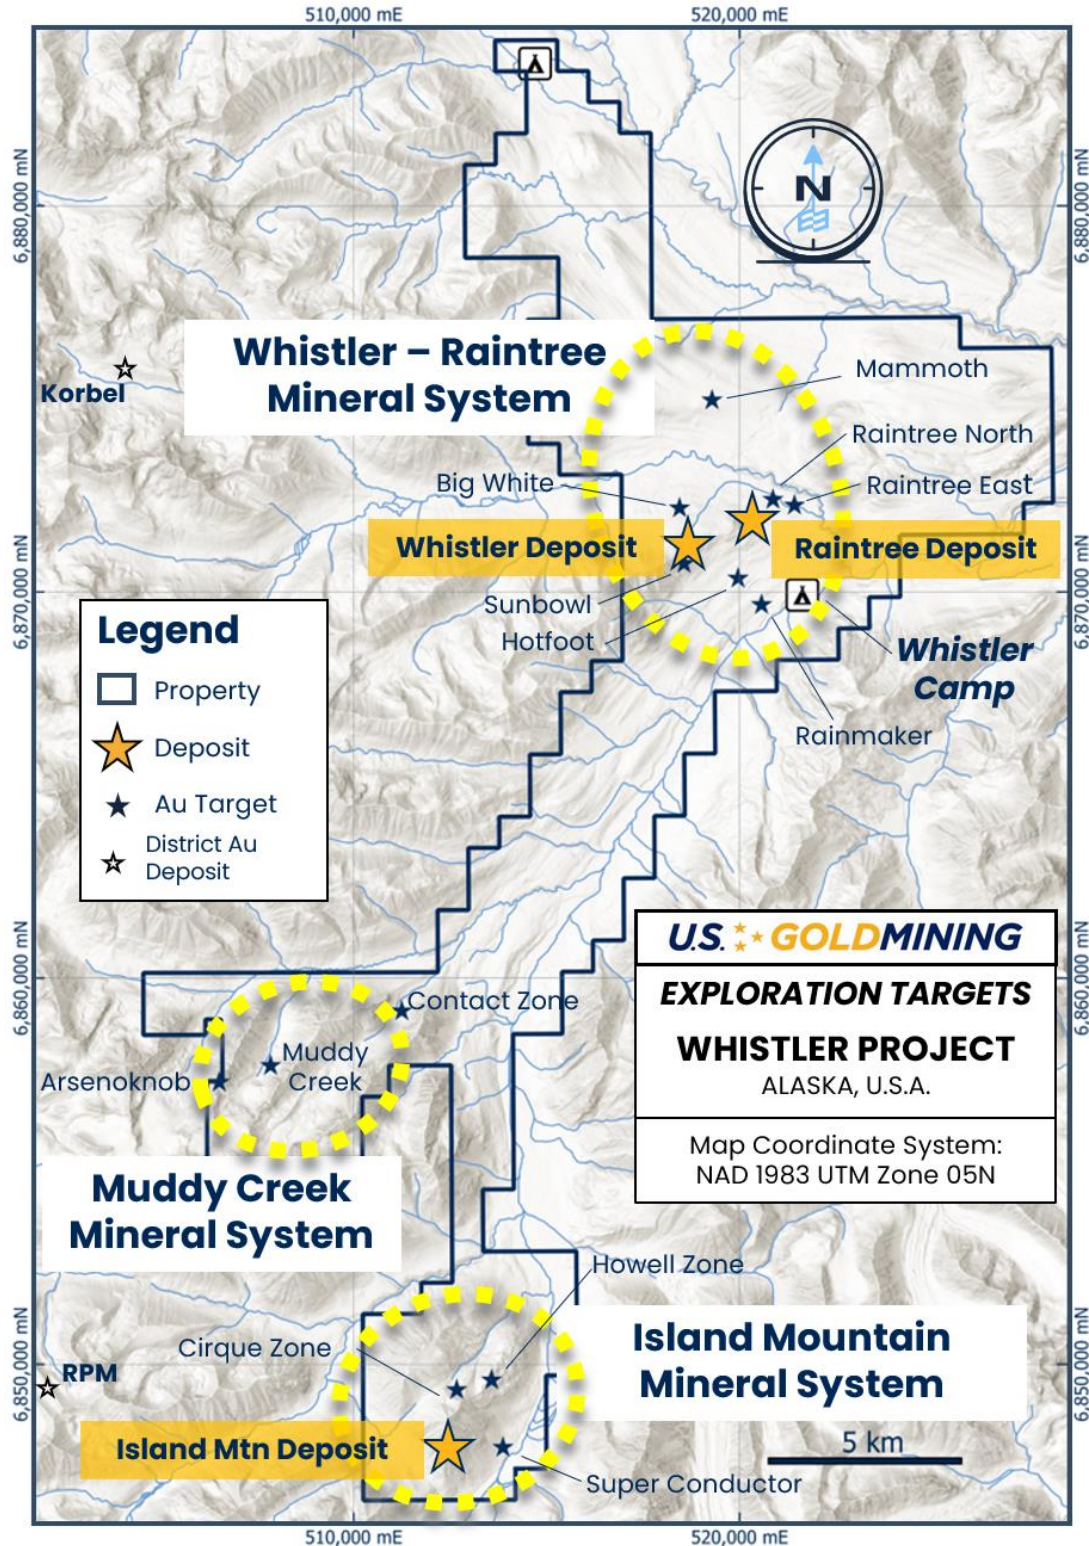 510,000 mE
520,000 mE
6,880,000 mN
6,880,000 mN
N
Whistler – Raintree
Mineral System
Korbel
Mammoth
Raintree North
Big White
Raintree East
Whistler Deposit
Raintree Deposit
6,870,000 mN
6,870,000 mN
Sunbowl
Hotfoot
Whistler
Camp
Rainmaker
Legend
Property
Deposit
Au Target
District Au
Deposit
U.S. GOLDMINING
EXPLORATION TARGETS
WHISTLER PROJECT
ALASKA, U.S.A.
Map Coordinate System:
NAD 1983 UTM Zone 05N
6,860,000 mN
6,860,000 mN
Contact Zone
Muddy
Creek
Arsenoknob
Muddy Creek
Mineral System
Howell Zone
Cirque Zone
Island Mountain
Mineral System
RPM
6,850,000 mN
6,850,000 mN
Island Mtn Deposit
5 km
Super Conductor
510,000 mE
520,000 mE